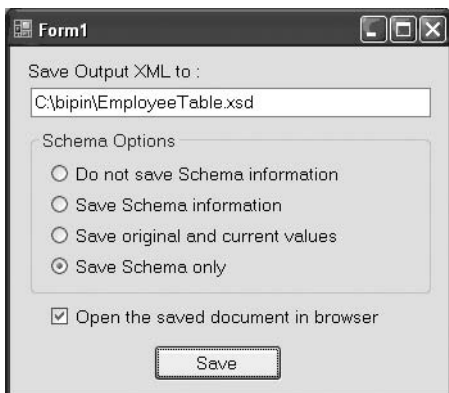 Form1
Save Output XML to :
C:\bipin\EmployeeTable.xsd
Schema Options
Do not save Schema information
Save Schema information
Save original and current values
Save Schema only
Open the saved document in browser
Save